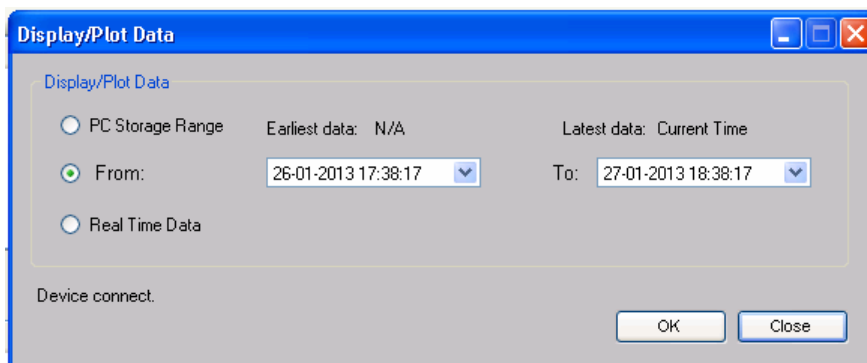 Display/Plot Data
Display/Plot Data
PC Storage Range Earliest data: N/A Latest data: Current Time
From: 26-01-2013 17:38:17 To: 27-01-2013 18:38:17
Real Time Data
Device connect.
OK Close